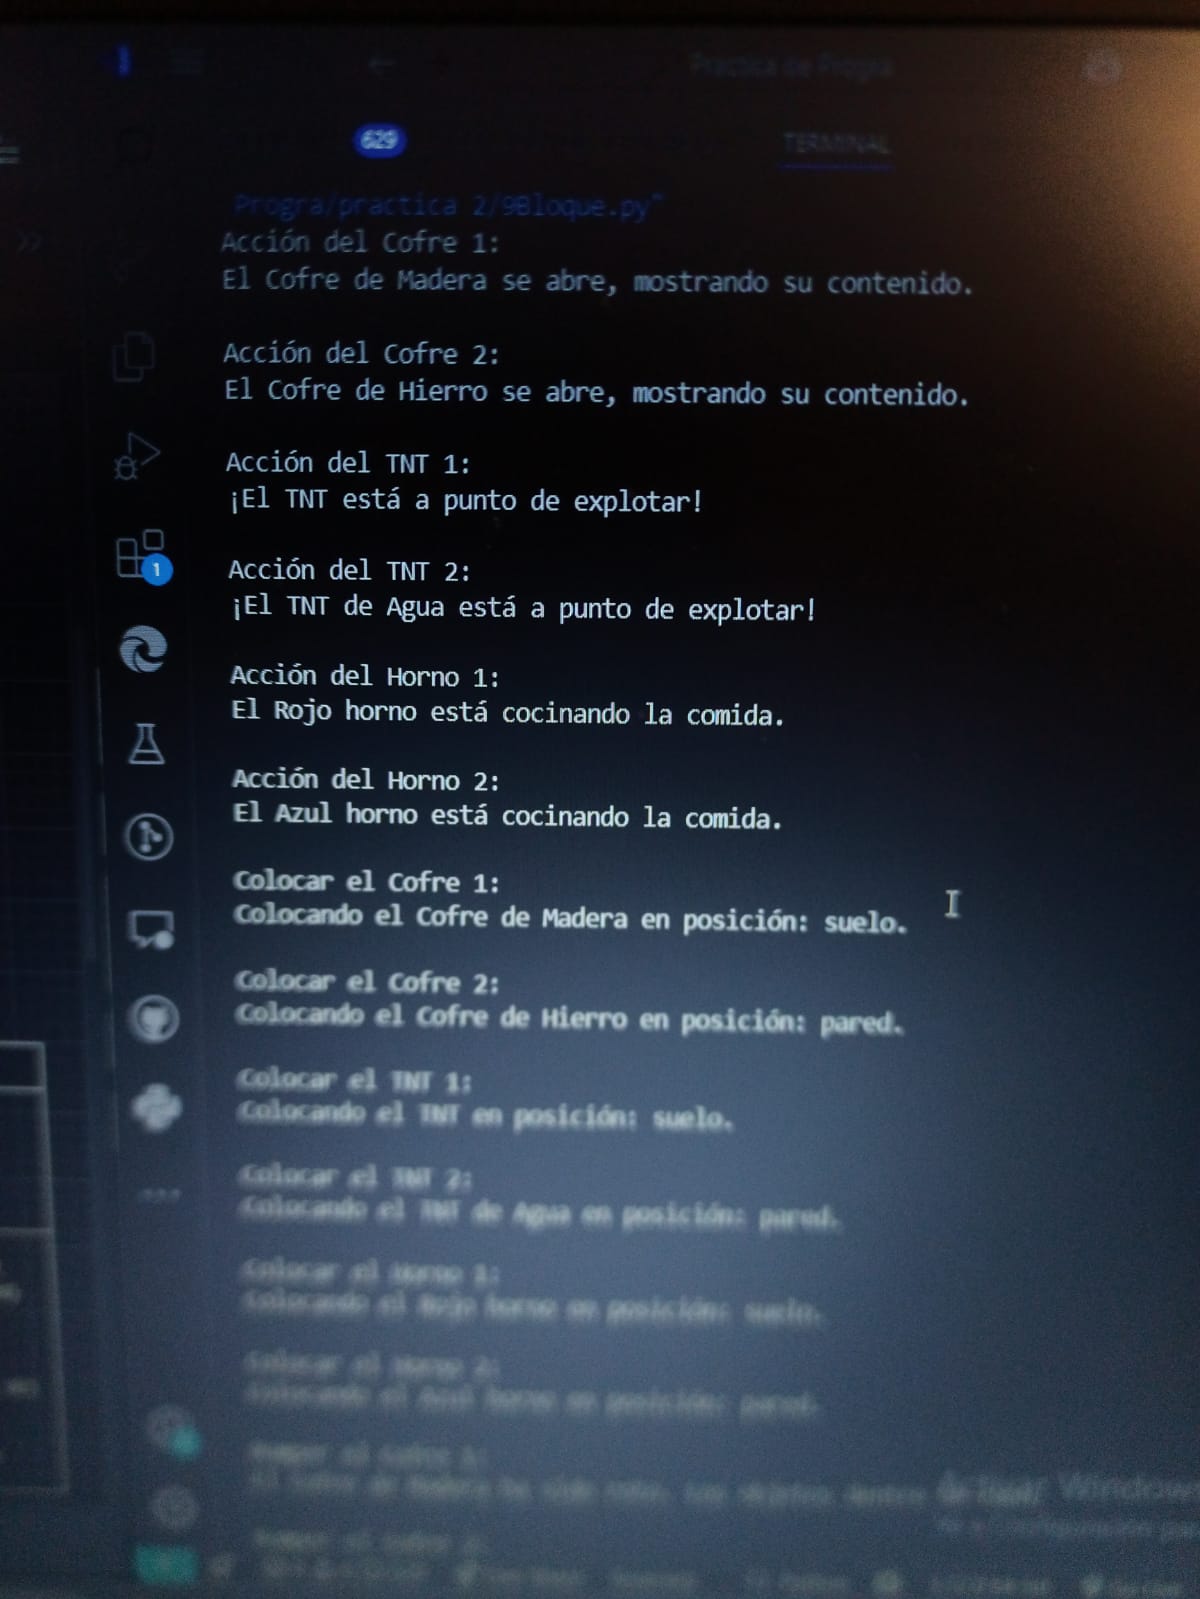 Practica de Progra
629
TERMINAL
Progra/practica 2/9Bloque.py"
Acción del Cofre 1:
El Cofre de Madera se abre, mostrando su contenido.
Acción del Cofre 2:
El Cofre de Hierro se abre, mostrando su contenido.
Acción del TNT 1:
¡El TNT está a punto de explotar!
Acción del TNT 2:
¡El TNT de Agua está a punto de explotar!
1
Acción del Horno 1:
El Rojo horno está cocinando la comida.
Acción del Horno 2:
El Azul horno está cocinando la comida.
Colocar el Cofre 1:
Colocando el Cofre de Madera en posición: suelo.
Colocar el Cofre 2:
Colocando el Cofre de Hierro en posición: pared.
Colocar el TNT 1:
Colocando el TNT en posición: suelo.
Colocar el TNT 2:
Colocando el TNT de Agua en posición: pared.
Colocar el Horno 1:
Colocando el Rojo horno en posición: suelo.
Colocar el Horno 2:
Colocando el Azul horno en posición: pared.